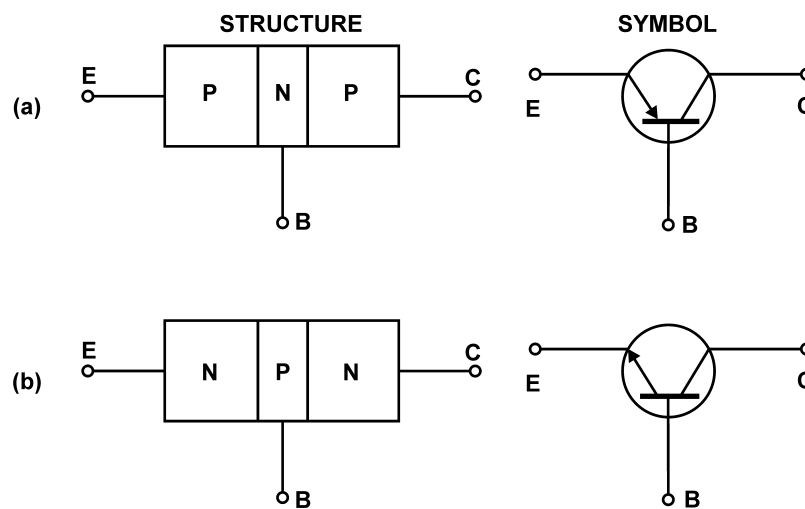 STRUCTURE SYMBOL
(a) E P N P C E C
B B
(b) E N P N C E C
B B